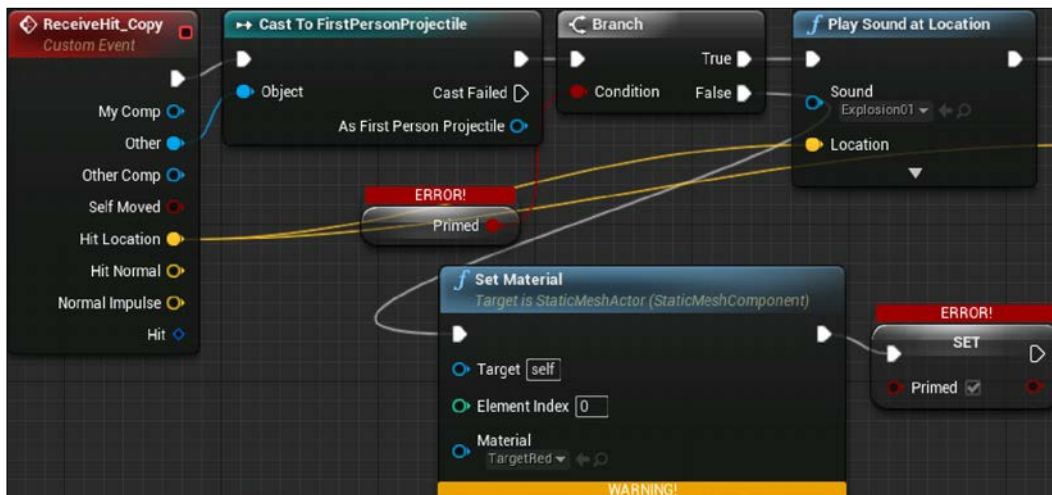 ReceiveHit_Copy
Custom Event
My Comp
Other
Other Comp
Self Moved
Hit Location
Hit Normal
Normal Impulse
Hit
Cast To FirstPersonProjectile
Object
Cast Failed
As First Person Projectile
Branch
True
Condition
False
Play Sound at Location
Sound
Explosion01
Location
ERROR!
Primed
Set Material
Target is StaticMeshActor (StaticMeshComponent)
Target self
Element Index 0
Material
TargetRed
WARNING!
ERROR!
SET
Primed